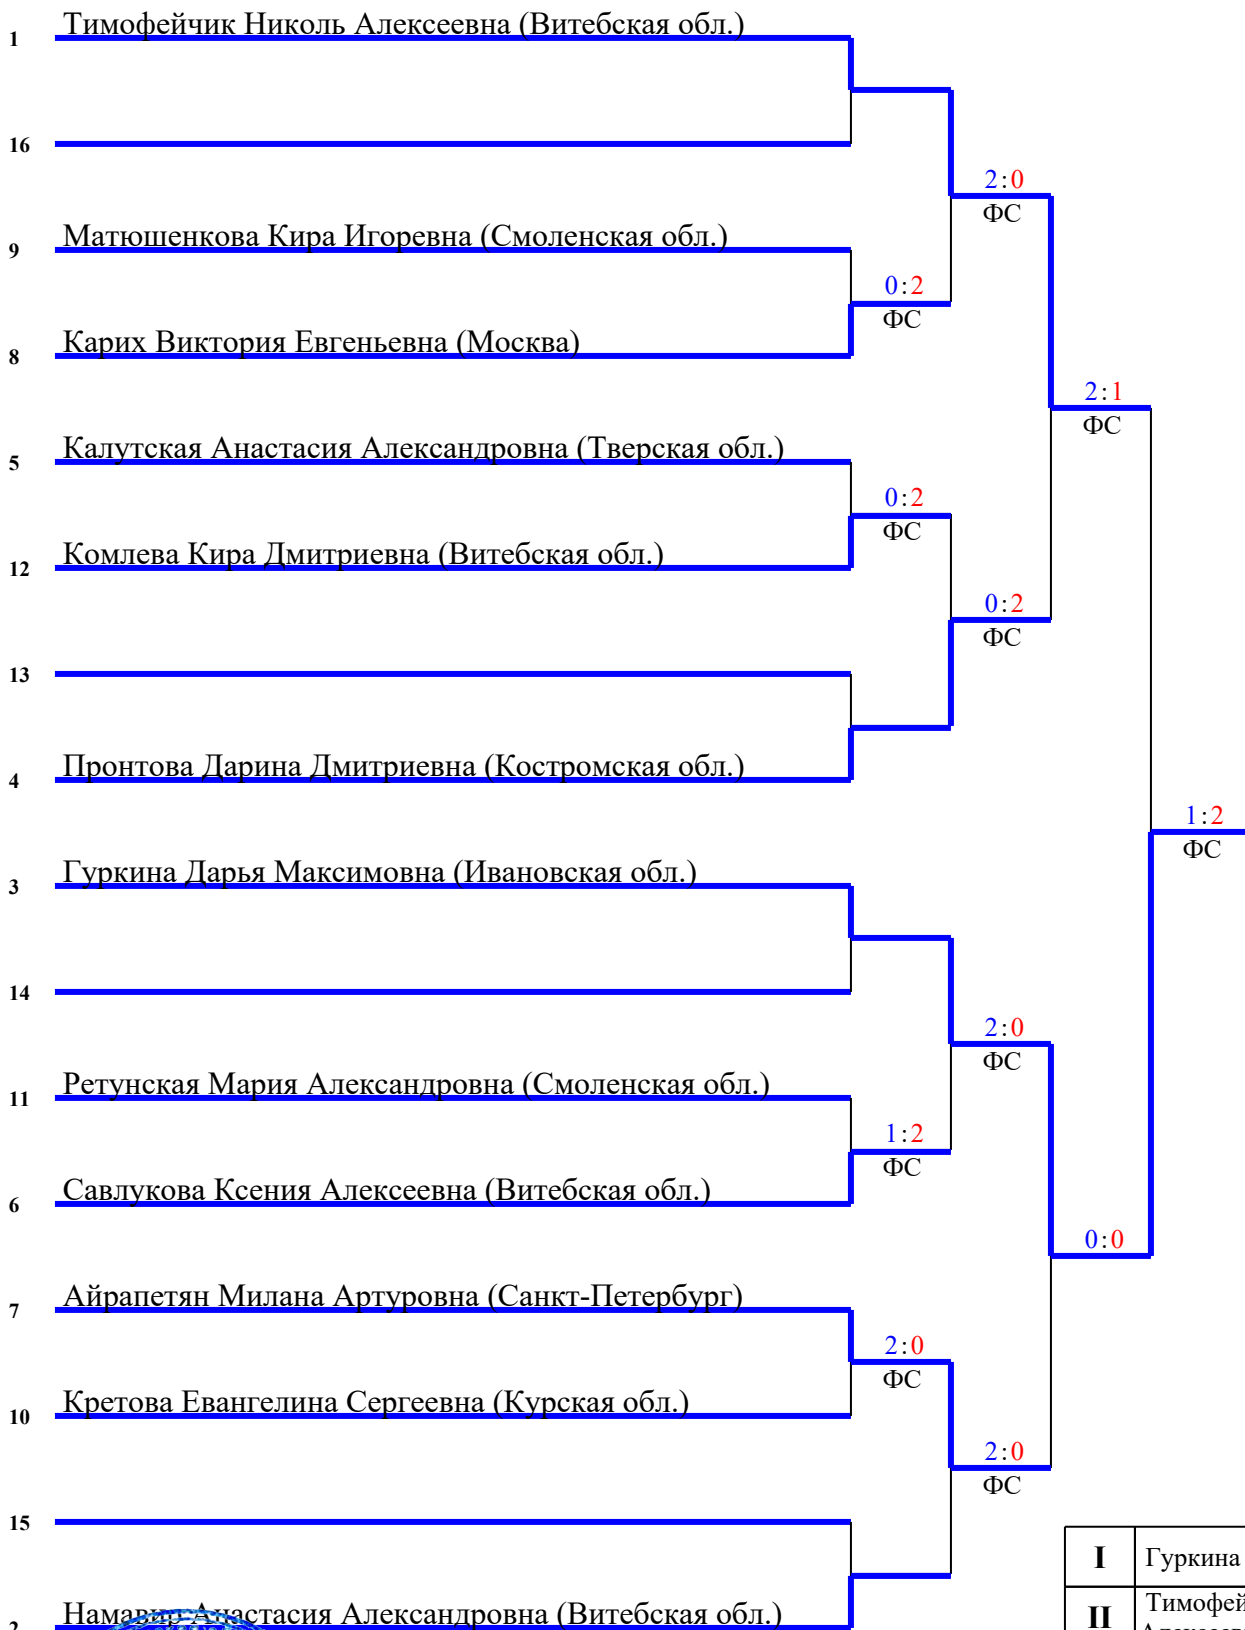 Тимофейчик Николь Алексеевна (Витебская обл.)
1
16
2:0
ФС
Матюшенкова Кира Игоревна (Смоленская обл.)
9
0:2
ФС
Карих Виктория Евгеньевна (Москва)
8
2:1
ФС
Калутская Анастасия Александровна (Тверская обл.)
5
0:2
ФС
Комлева Кира Дмитриевна (Витебская обл.)
12
0:2
ФС
13
Пронтова Дарина Дмитриевна (Костромская обл.)
4
1:2
ФС
Гуркина Дарья Максимовна (Ивановская обл.)
3
14
2:0
ФС
Ретунская Мария Александровна (Смоленская обл.)
11
1:2
ФС
Савлукова Ксения Алексеевна (Витебская обл.)
6
0:0
Айрапетян Милана Артуровна (Санкт-Петербург)
7
2:0
ФС
Кретова Евангелина Сергеевна (Курская обл.)
10
2:0
ФС
15
I Гуркина
Анастасия Александровна (Витебская обл.)
2
II Тимофей